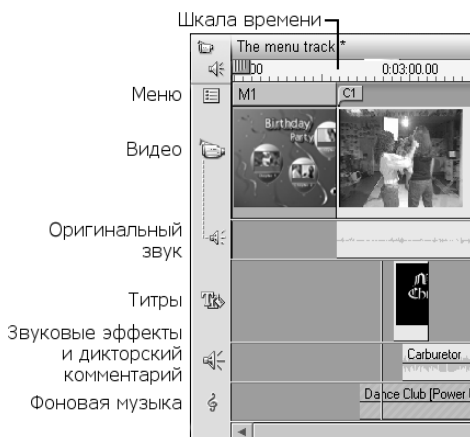 Шкала времени
The menu track *
00 0:03:00.00
Меню
M1 C1
Видео
Birthday
Party
Оригинальный
звук
Титры
Звуковые эффекты
и дикторский
комментарий
Carburetor
Фоновая музыка
Dance Club [Power